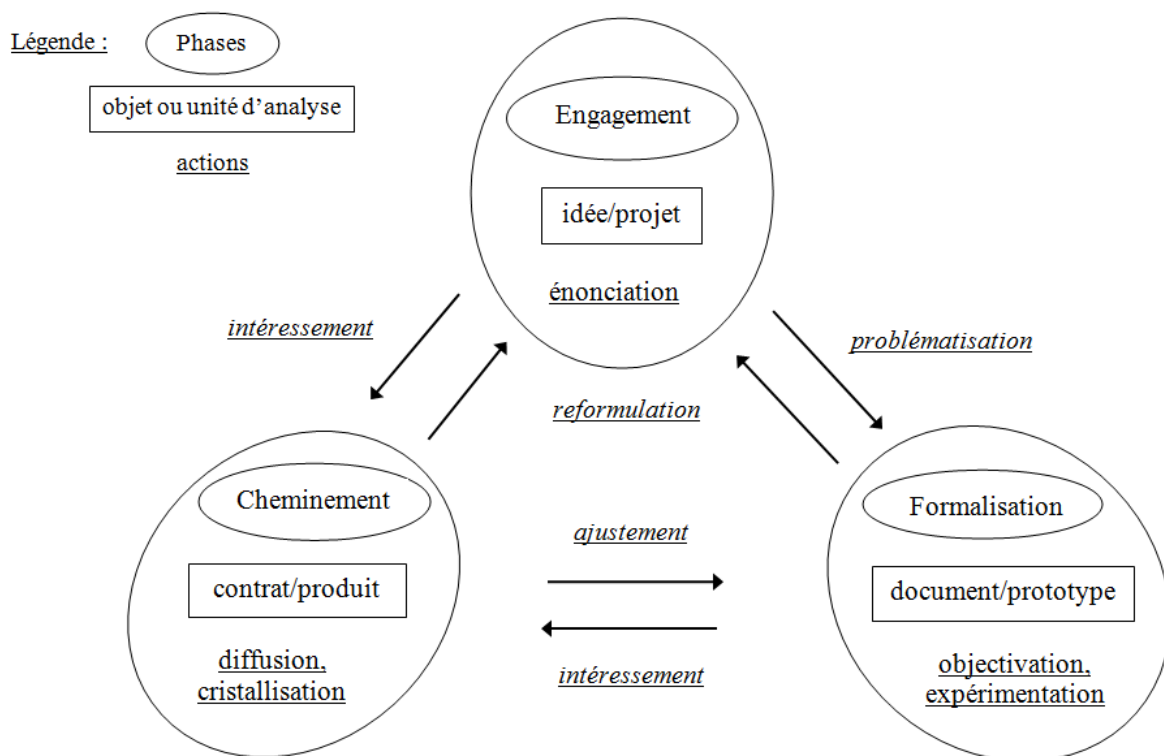 Légende :
Phases
objet ou unité d'analyse
actions
Engagement
idée/projet
énonciation
intéressement
problématisation
reformulation
Cheminement
contrat/produit
diffusion,
cristallisation
ajustement
intéressement
Formalisation
document/prototype
objectivation,
expérimentation